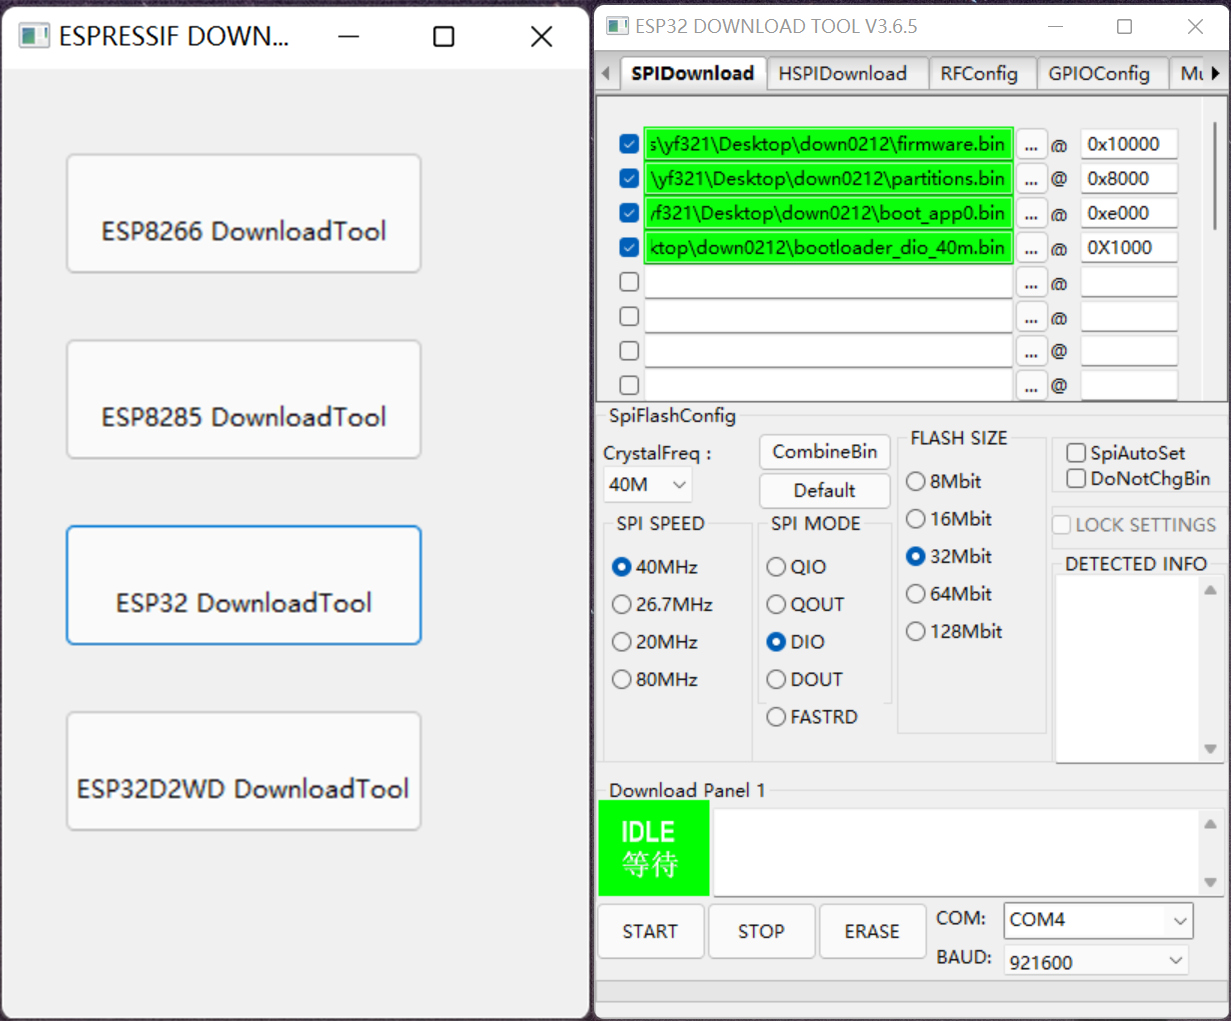 ESPRESSIF DOWN...
ESP8266 DownloadTool
ESP8285 DownloadTool
ESP32 DownloadTool
ESP32D2WD DownloadTool
ESP32 DOWNLOAD TOOL V3.6.5
SPIDownload HSPIDownload RFConfig GPIOConfig Mu
s\yf321\Desktop\down0212\firmware.bin ... @ 0x10000
\yf321\Desktop\down0212\partitions.bin ... @ 0x8000
yf321\Desktop\down0212\boot_app0.bin ... @ 0xe000
ktop\down0212\bootloader_dio_40m.bin ... @ 0X1000
... @
... @
... @
... @
SpiFlashConfig
CrystalFreq :
40M
CombineBin
Default
SPI SPEED
40MHz
26.7MHz
20MHz
80MHz
SPI MODE
QIO
QOUT
DIO
DOUT
FASTRD
FLASH SIZE
8Mbit
16Mbit
32Mbit
64Mbit
128Mbit
SpiAutoSet
DoNotChgBin
LOCK SETTINGS
DETECTED INFO
Download Panel 1
IDLE
等待
START STOP ERASE
COM: COM4
BAUD: 921600